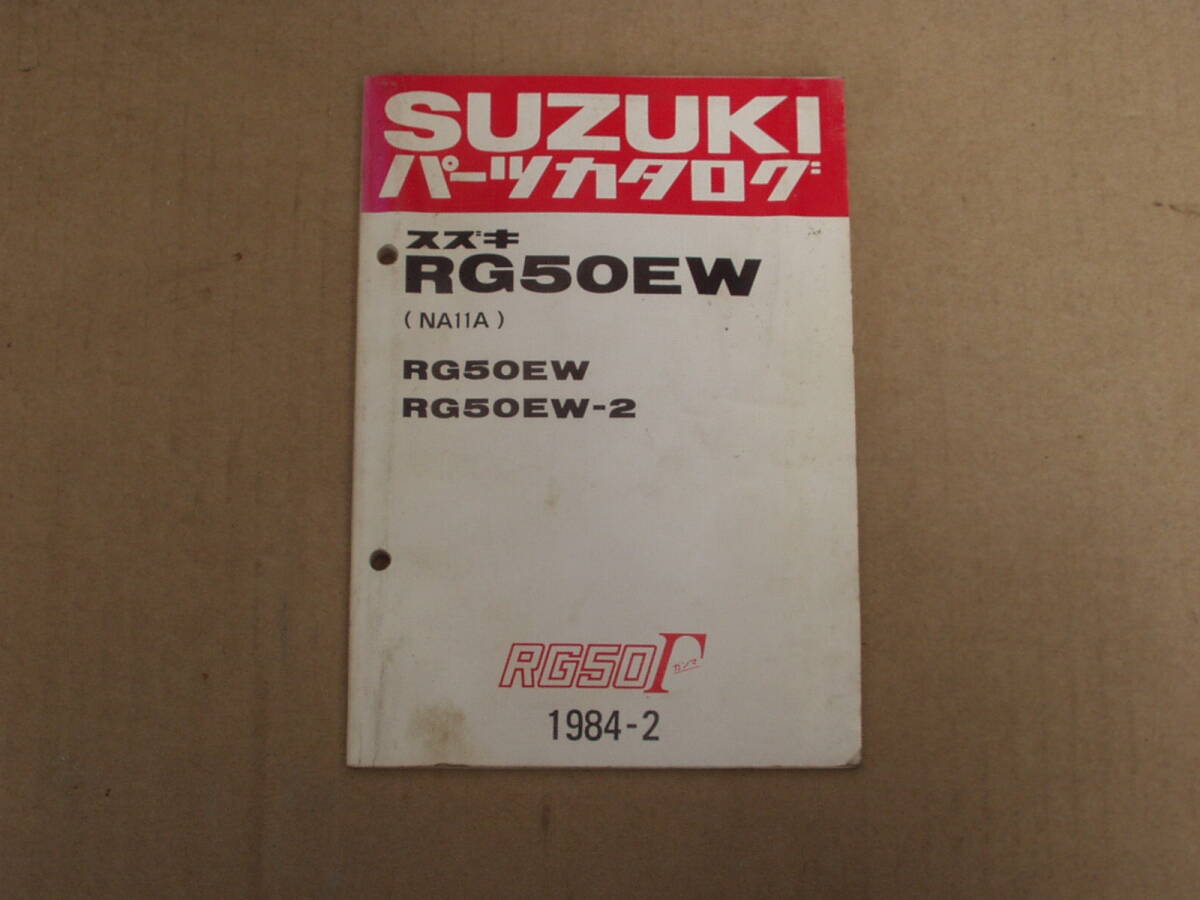 SUZUKI
パーツカタログ
スズキ
RG50EW
( NA11A )
RG50EW
RG50EW-2
RG50Γ
ガンマ
1984-2